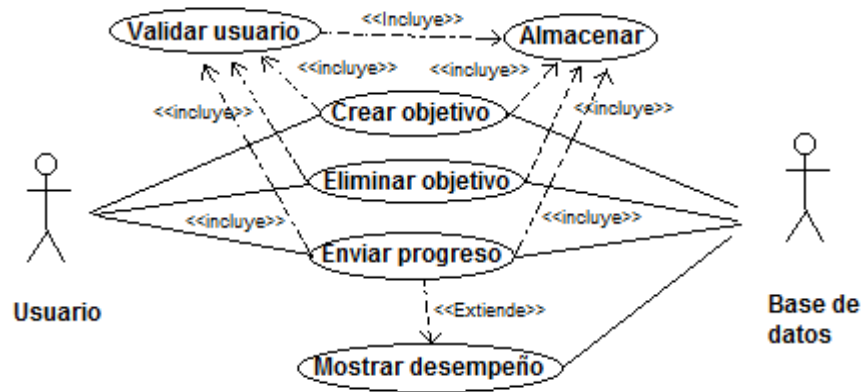 Validar usuario
<<Incluye>>
Almacenar
<<incluye>>
<<incluye>>
<<incluye>>
Crear objetivo
<<incluye>>
Eliminar objetivo
<<incluye>>
<<incluye>>
Enviar progreso
Usuario
<<Extiende>>
Base de
datos
Mostrar desempeño